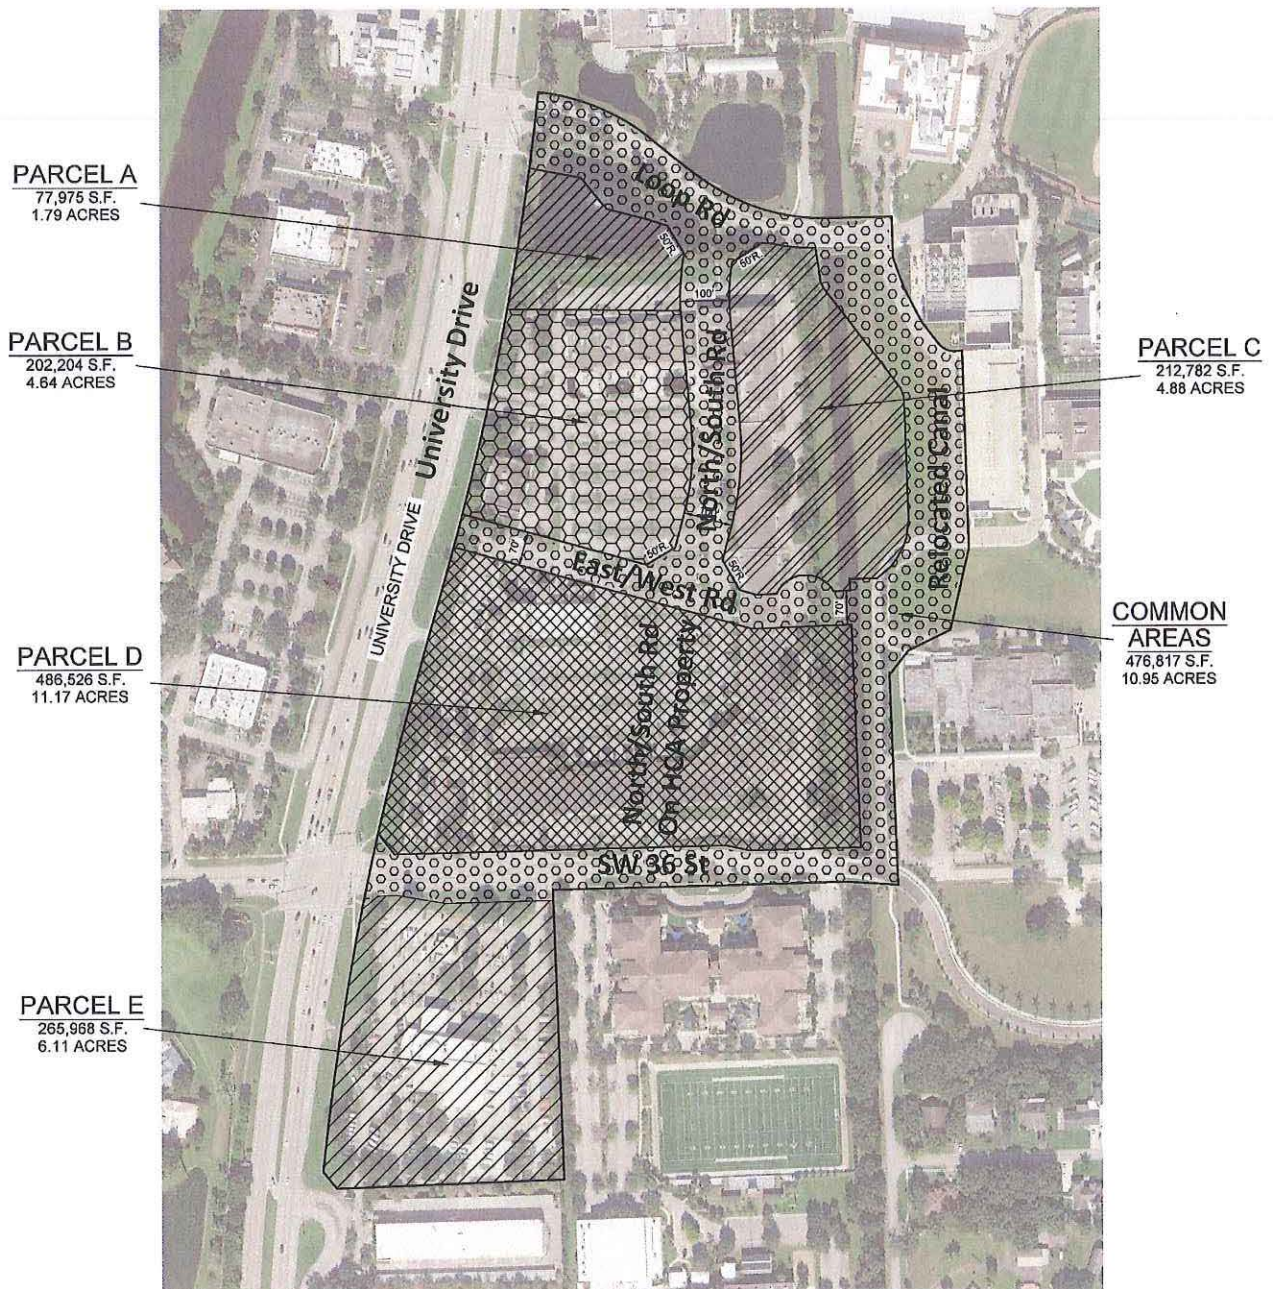 Loop Rd
PARCEL A
77,975 S.F.
1.79 ACRES
50'R.
50'R.
100'
University Drive
North/South Rd
PARCEL B
202,204 S.F.
4.64 ACRES
PARCEL C
212,782 S.F.
4.88 ACRES
Relocated Canal
UNIVERSITY DRIVE
70'
50'R.
50'R.
East/West Rd
70'
COMMON
AREAS
476,817 S.F.
10.95 ACRES
PARCEL D
486,526 S.F.
11.17 ACRES
North/South Rd
On HCA Property
SW 36 St
PARCEL E
265,968 S.F.
6.11 ACRES